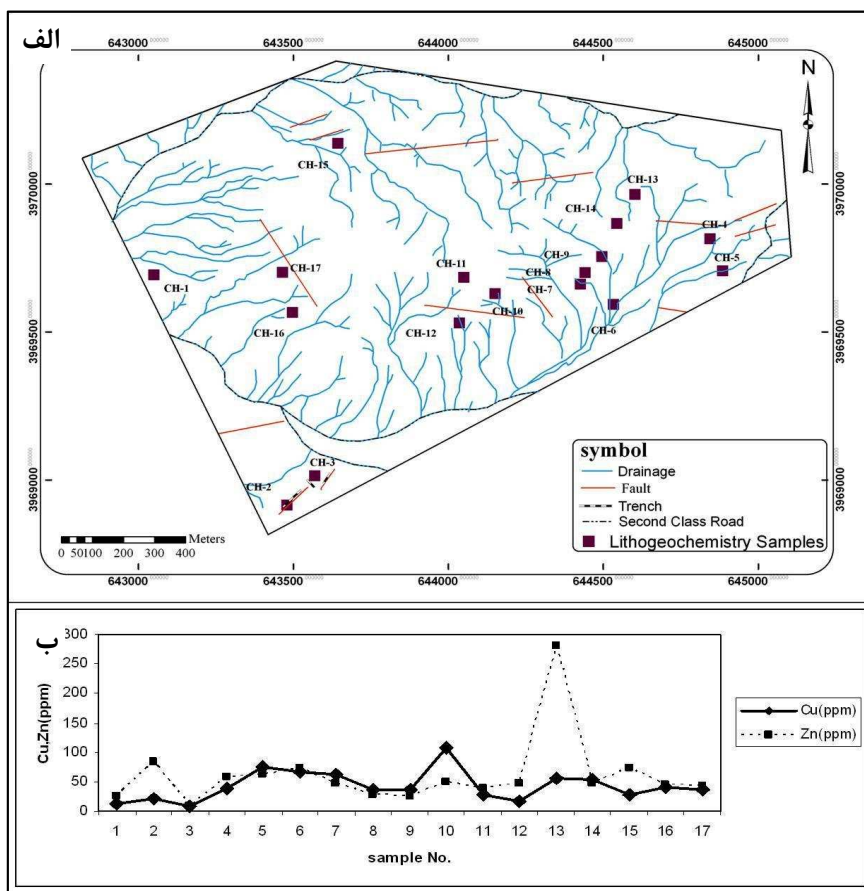 الف
643000 643500 644000 644500 645000
N
3970000
3969500
3969000
3970000
3969500
3969000
CH-15
CH-13
CH-14
CH-4
CH-5
CH-9
CH-8
CH-7
CH-11
CH-17
CH-1
CH-10
CH-16
CH-12
CH-6
CH-3
CH-2
symbol
Drainage
Fault
Trench
Second Class Road
Lithogeochemistry Samples
Meters
0 50 100 200 300 400
643000 643500 644000 644500 645000
ب
300
250
200
150
100
50
0
Cu,Zn(ppm)
1 2 3 4 5 6 7 8 9 10 11 12 13 14 15 16 17
sample No.
Cu(ppm)
Zn(ppm)